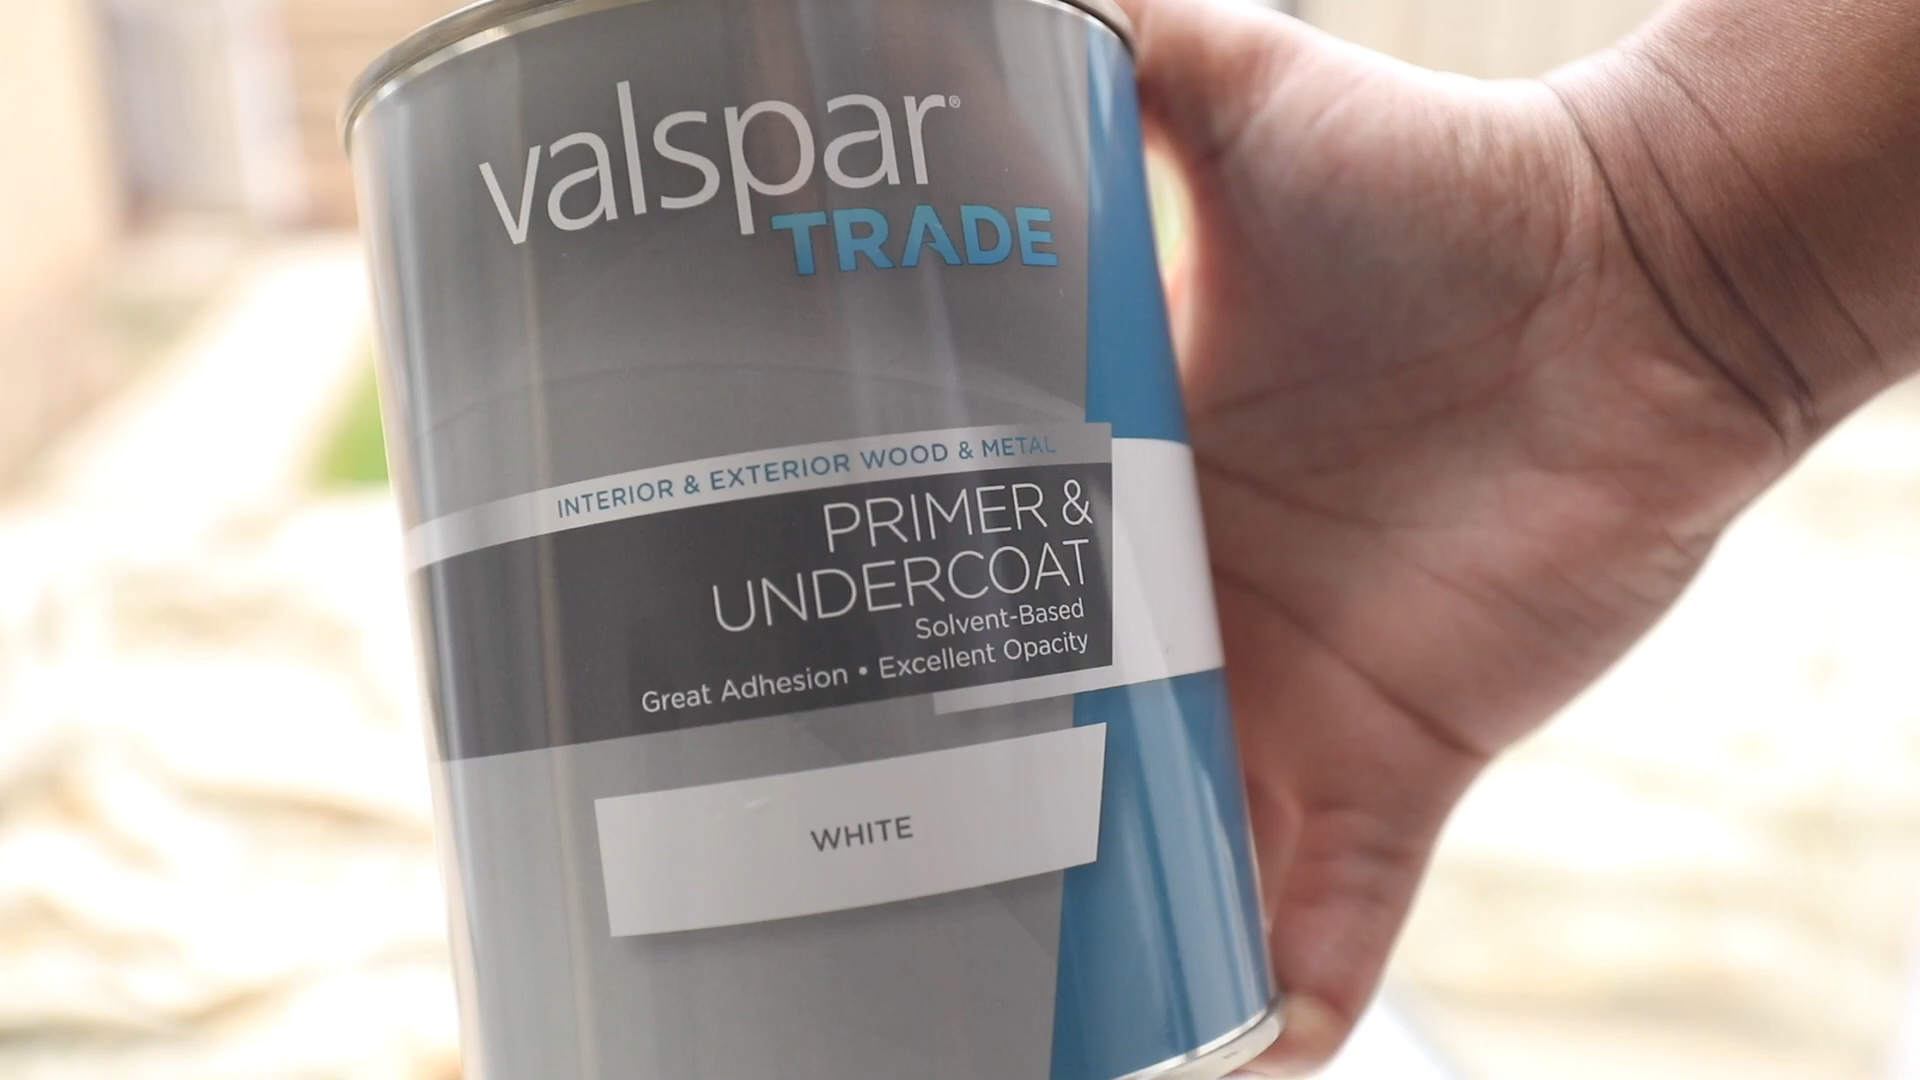 valspar®
TRADE
INTERIOR & EXTERIOR WOOD & METAL
PRIMER &
UNDERCOAT
Solvent-Based
Great Adhesion • Excellent Opacity
WHITE